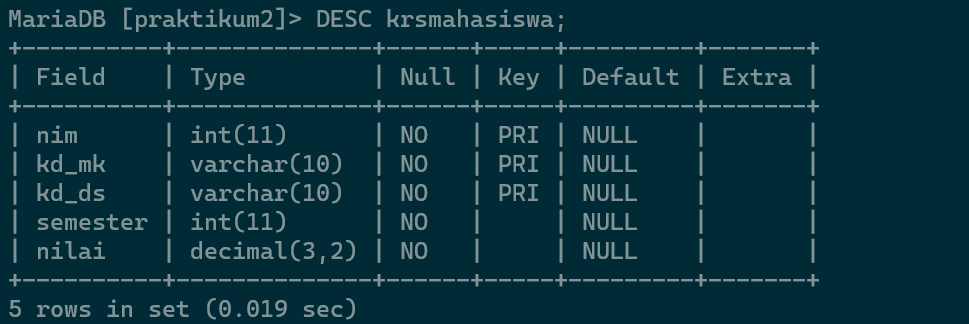 MariaDB [praktikum2]> DESC krsmahasiswa;
+-----------+--------------+------+-----+---------+-------+
| Field     | Type         | Null | Key | Default | Extra |
+-----------+--------------+------+-----+---------+-------+
| nim       | int(11)      | NO   | PRI | NULL    |       |
| kd_mk     | varchar(10)  | NO   | PRI | NULL    |       |
| kd_ds     | varchar(10)  | NO   | PRI | NULL    |       |
| semester  | int(11)      | NO   |     | NULL    |       |
| nilai     | decimal(3,2) | NO   |     | NULL    |       |
+-----------+--------------+------+-----+---------+-------+
5 rows in set (0.019 sec)